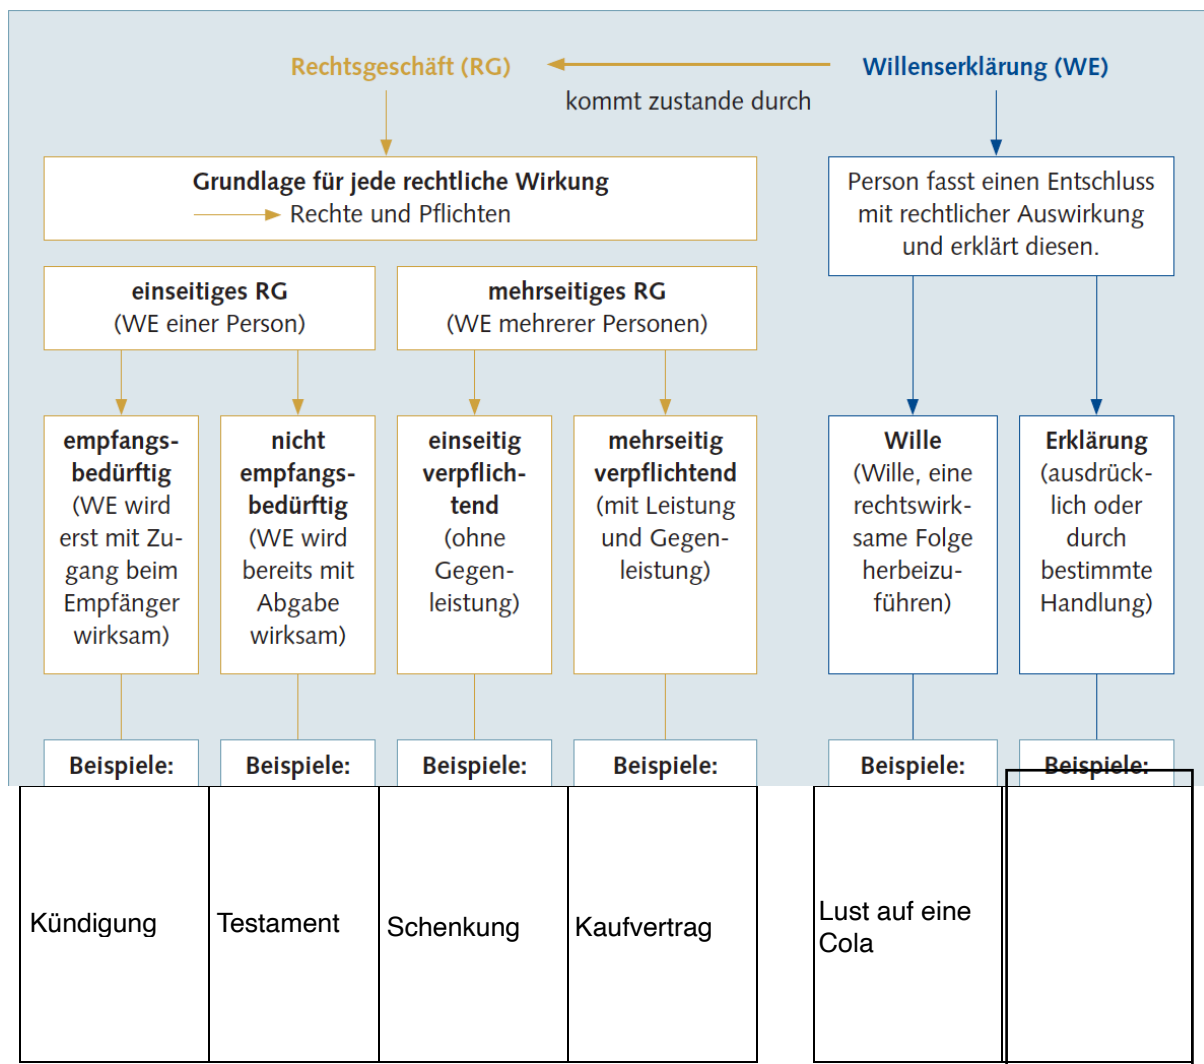 Rechtsgeschäft (RG)
Willenserklärung (WE)
kommt zustande durch
Grundlage für jede rechtliche Wirkung
Rechte und Pflichten
Person fasst einen Entschluss
mit rechtlicher Auswirkung
und erklärt diesen.
einseitiges RG
(WE einer Person)
mehrseitiges RG
(WE mehrerer Personen)
empfangs-
bedürftig
(WE wird
erst mit Zu-
gang beim
Empfänger
wirksam)
nicht
empfangs-
bedürftig
(WE wird
bereits mit
Abgabe
wirksam)
einseitig
verpflich-
tend
(ohne
Gegen-
leistung)
mehrseitig
verpflichtend
(mit Leistung
und Gegen-
leistung)
Wille
(Wille, eine
rechtswirk-
same Folge
herbeizu-
führen)
Erklärung
(ausdrück-
lich oder
durch
bestimmte
Handlung)
Beispiele:
Beispiele:
Beispiele:
Beispiele:
Beispiele:
Beispiele:
Kündigung
Testament
Schenkung
Kaufvertrag
Lust auf eine
Cola